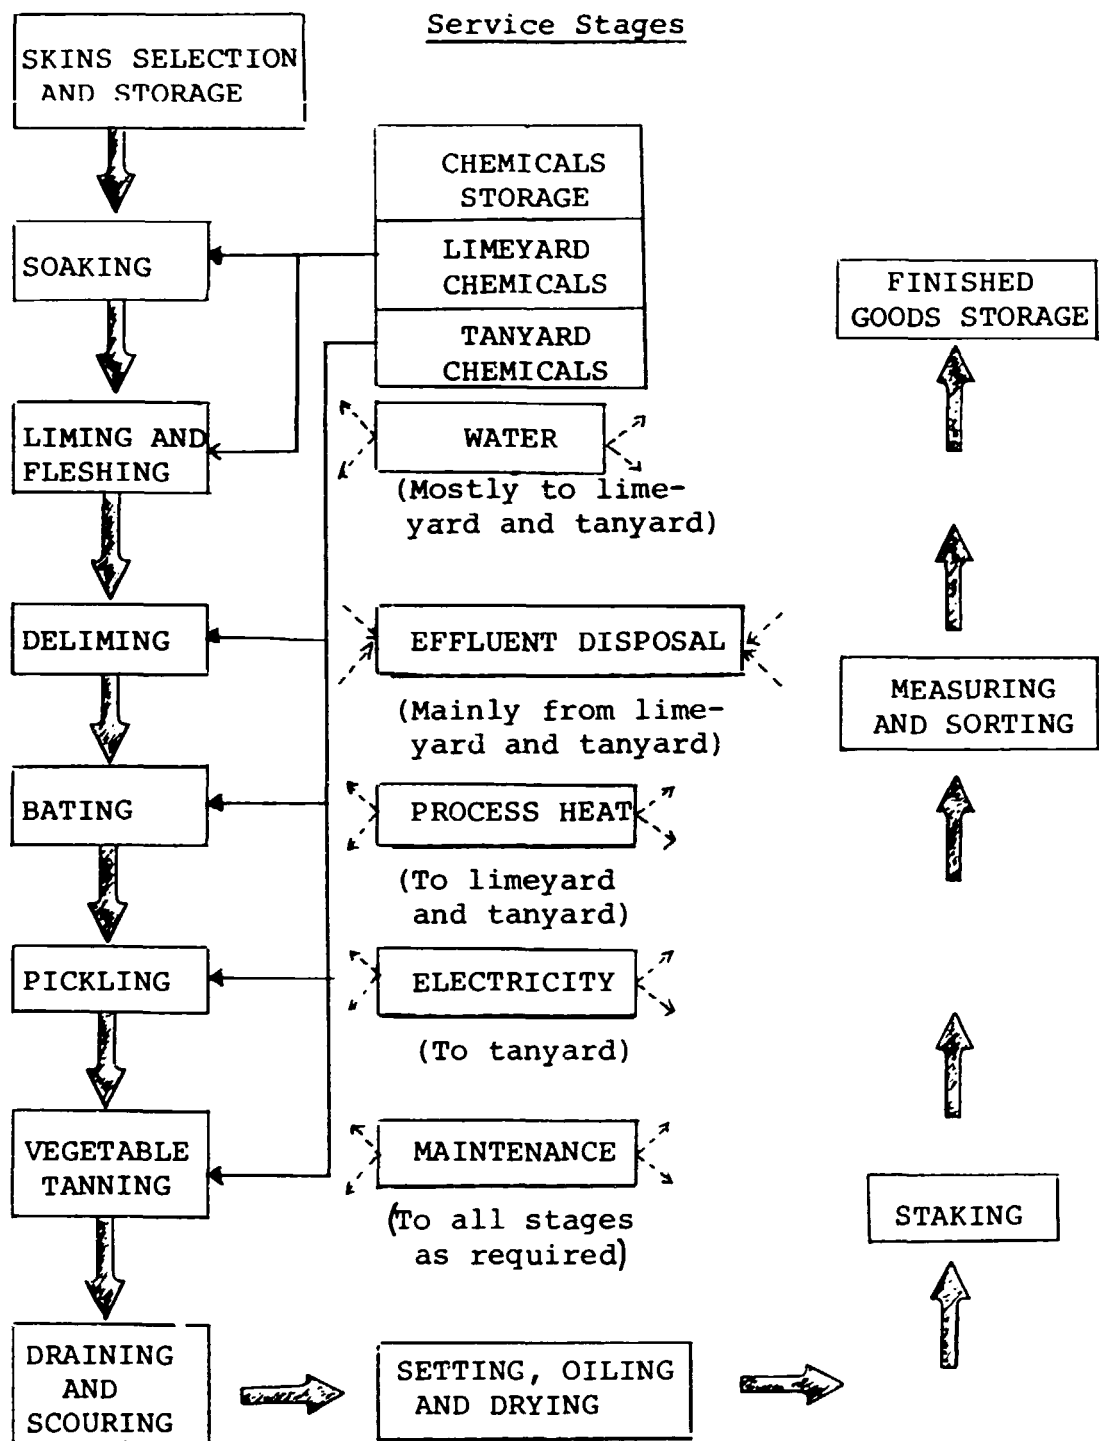 Service Stages
SKINS SELECTION
AND STORAGE
SOAKING
LIMING AND
FLESHING
DELIMING
BATING
PICKLING
VEGETABLE
TANNING
DRAINING
AND
SCOURING
CHEMICALS
STORAGE
LIMEYARD
CHEMICALS
TANYARD
CHEMICALS
WATER
(Mostly to lime-
yard and tanyard)
EFFLUENT DISPOSAL
(Mainly from lime-
yard and tanyard)
PROCESS HEAT
(To limeyard
and tanyard)
ELECTRICITY
(To tanyard)
MAINTENANCE
(To all stages
as required)
SETTING, OILING
AND DRYING
STAKING
MEASURING
AND SORTING
FINISHED
GOODS STORAGE